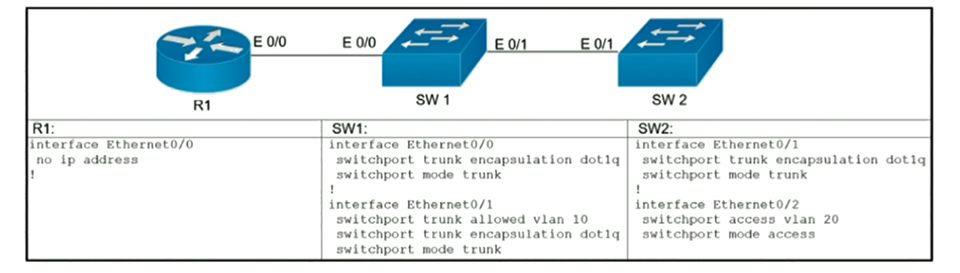 E 0/0 E 0/0 E 0/1 E 0/1
R1 SW 1 SW 2
R1:
interface Ethernet0/0
no ip address
!
SW1:
interface Ethernet0/0
switchport trunk encapsulation dot1q
switchport mode trunk
!
interface Ethernet0/1
switchport trunk allowed vlan 10
switchport trunk encapsulation dot1q
switchport mode trunk
SW2:
interface Ethernet0/1
switchport trunk encapsulation dot1q
switchport mode trunk
!
interface Ethernet0/2
switchport access vlan 20
switchport mode access